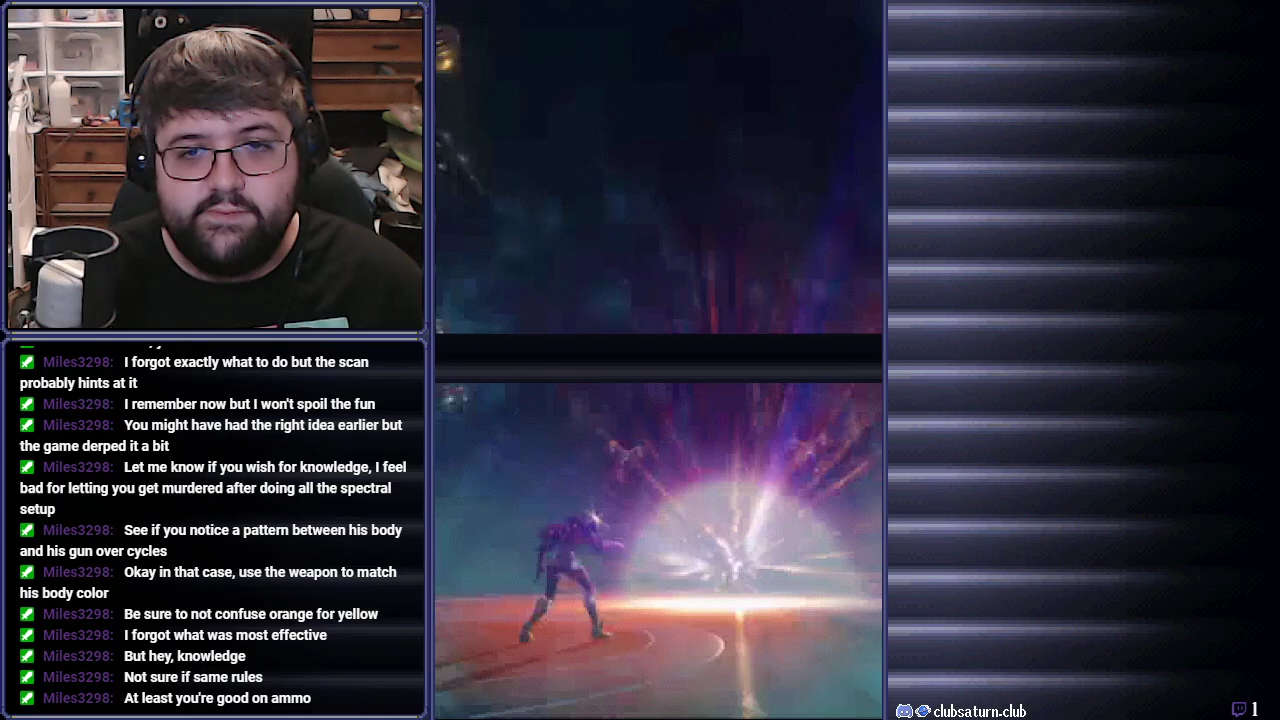 Miles3298: I forgot exactly what to do but the scan
probably hints at it
Miles3298: I remember now but I won't spoil the fun
Miles3298: You might have had the right idea earlier but
the game derped it a bit
Miles3298: Let me know if you wish for knowledge, I feel
bad for letting you get murdered after doing all the spectral
setup
Miles3298: See if you notice a pattern between his body
and his gun over cycles
Miles3298: Okay in that case, use the weapon to match
his body color
Miles3298: Be sure to not confuse orange for yellow
Miles3298: I forgot what was most effective
Miles3298: But hey, knowledge
Miles3298: Not sure if same rules
Miles3298: At least you're good on ammo
clubsaturn.club
1